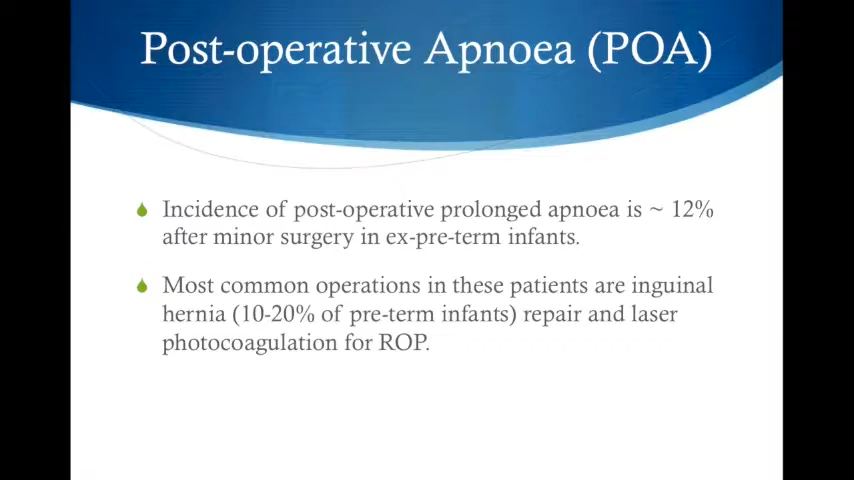 Post-operative Apnoea (POA)
Incidence of post-operative prolonged apnoea is ~ 12%
after minor surgery in ex-pre-term infants.
Most common operations in these patients are inguinal
hernia (10-20% of pre-term infants) repair and laser
photocoagulation for ROP.